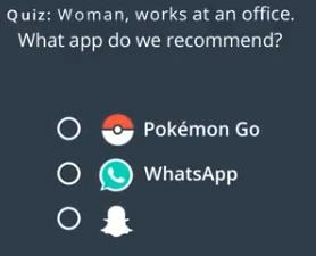 Quiz: Woman, works at an office.
What app do we recommend?
Pokémon Go
WhatsApp